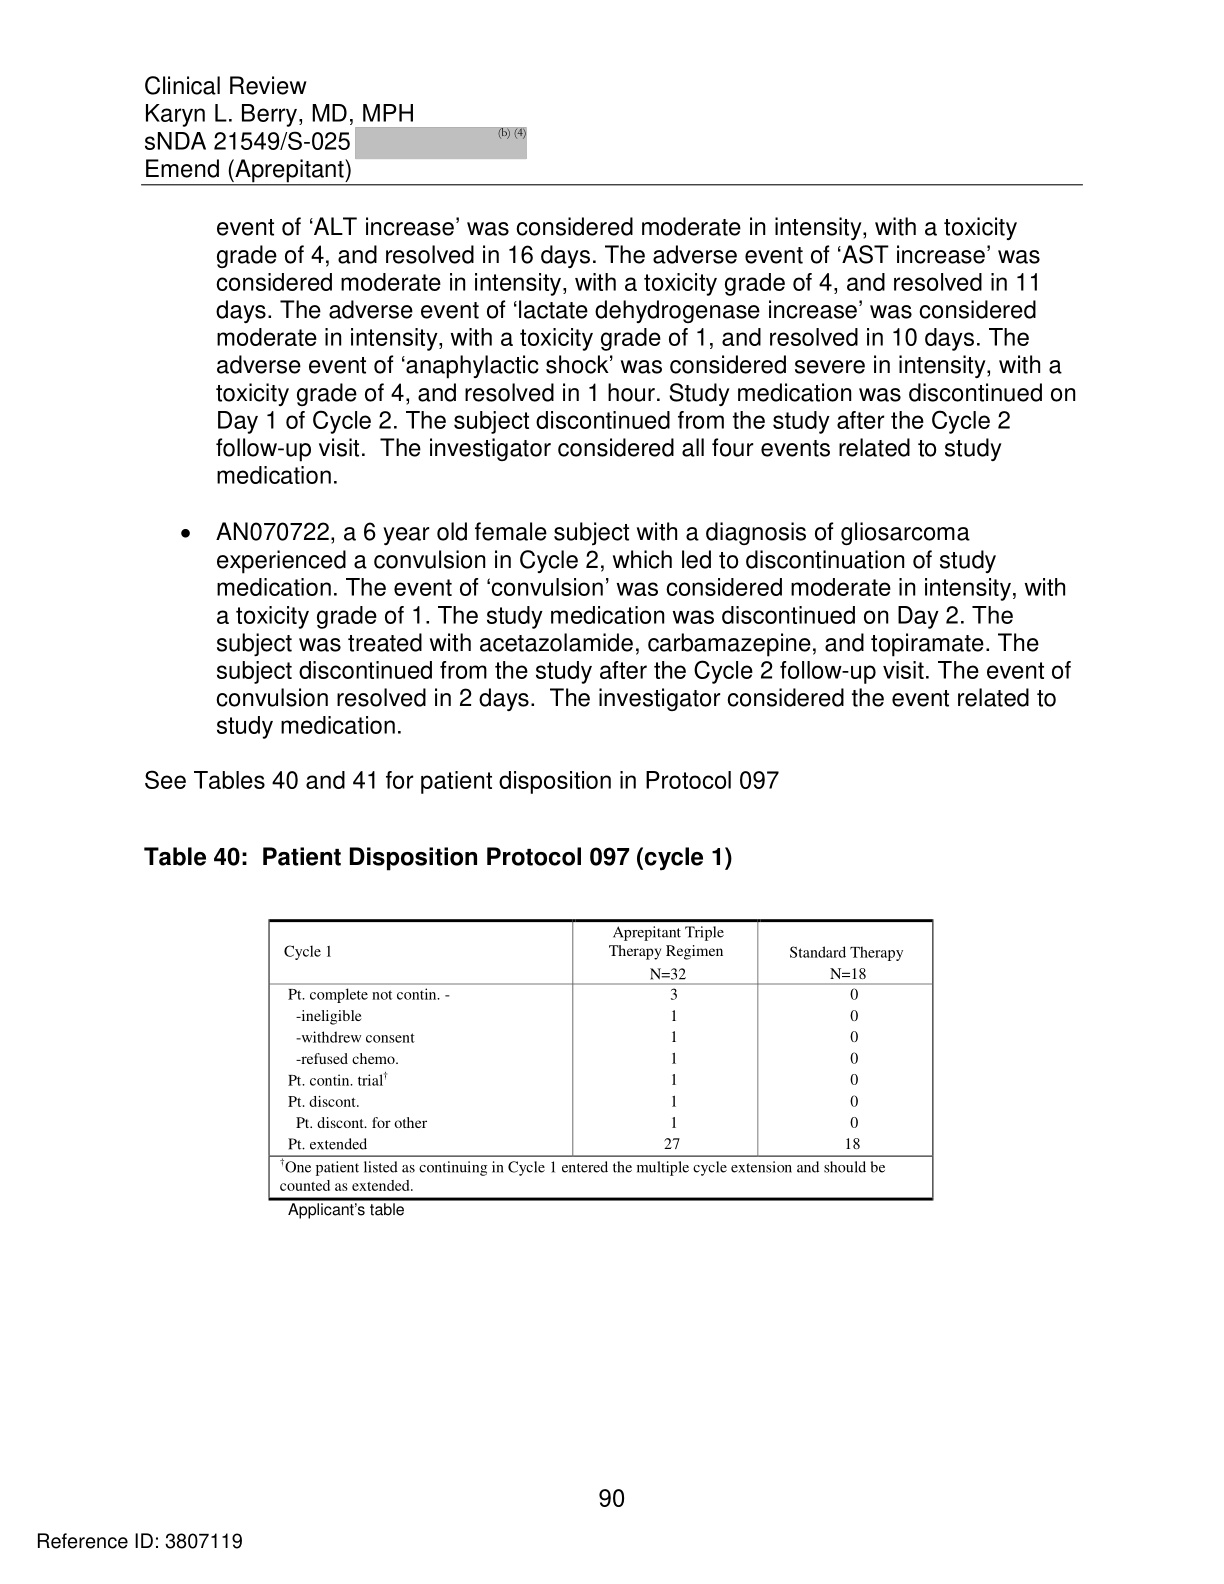 Clinical Review
Karyn L. Berry, MD, MPH
sNDA 21549/S-025 (b) (4)
Emend (Aprepitant)
event of ‘ALT increase’ was considered moderate in intensity, with a toxicity
grade of 4, and resolved in 16 days. The adverse event of ‘AST increase’ was
considered moderate in intensity, with a toxicity grade of 4, and resolved in 11
days. The adverse event of ‘lactate dehydrogenase increase’ was considered
moderate in intensity, with a toxicity grade of 1, and resolved in 10 days. The
adverse event of ‘anaphylactic shock’ was considered severe in intensity, with a
toxicity grade of 4, and resolved in 1 hour. Study medication was discontinued on
Day 1 of Cycle 2. The subject discontinued from the study after the Cycle 2
follow-up visit. The investigator considered all four events related to study
medication.
• AN070722, a 6 year old female subject with a diagnosis of gliosarcoma
experienced a convulsion in Cycle 2, which led to discontinuation of study
medication. The event of ‘convulsion’ was considered moderate in intensity, with
a toxicity grade of 1. The study medication was discontinued on Day 2. The
subject was treated with acetazolamide, carbamazepine, and topiramate. The
subject discontinued from the study after the Cycle 2 follow-up visit. The event of
convulsion resolved in 2 days. The investigator considered the event related to
study medication.
See Tables 40 and 41 for patient disposition in Protocol 097
Table 40: Patient Disposition Protocol 097 (cycle 1)
Aprepitant Triple
Cycle 1 Therapy Regimen Standard Therapy
N=32 N=18
Pt. complete not contin. - 3 0
-ineligible 1 0
-withdrew consent 1 0
-refused chemo. 1 0
Pt. contin. trial† 1 0
Pt. discont. 1 0
Pt. discont. for other 1 0
Pt. extended 27 18
†One patient listed as continuing in Cycle 1 entered the multiple cycle extension and should be
counted as extended.
Applicant’s table
90
Reference ID: 3807119